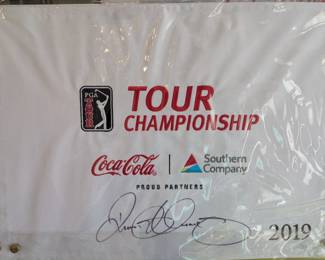 PGA
TOUR
TOUR
CHAMPIONSHIP
Coca-Cola
Southern
Company
PROUD PARTNERS
2019